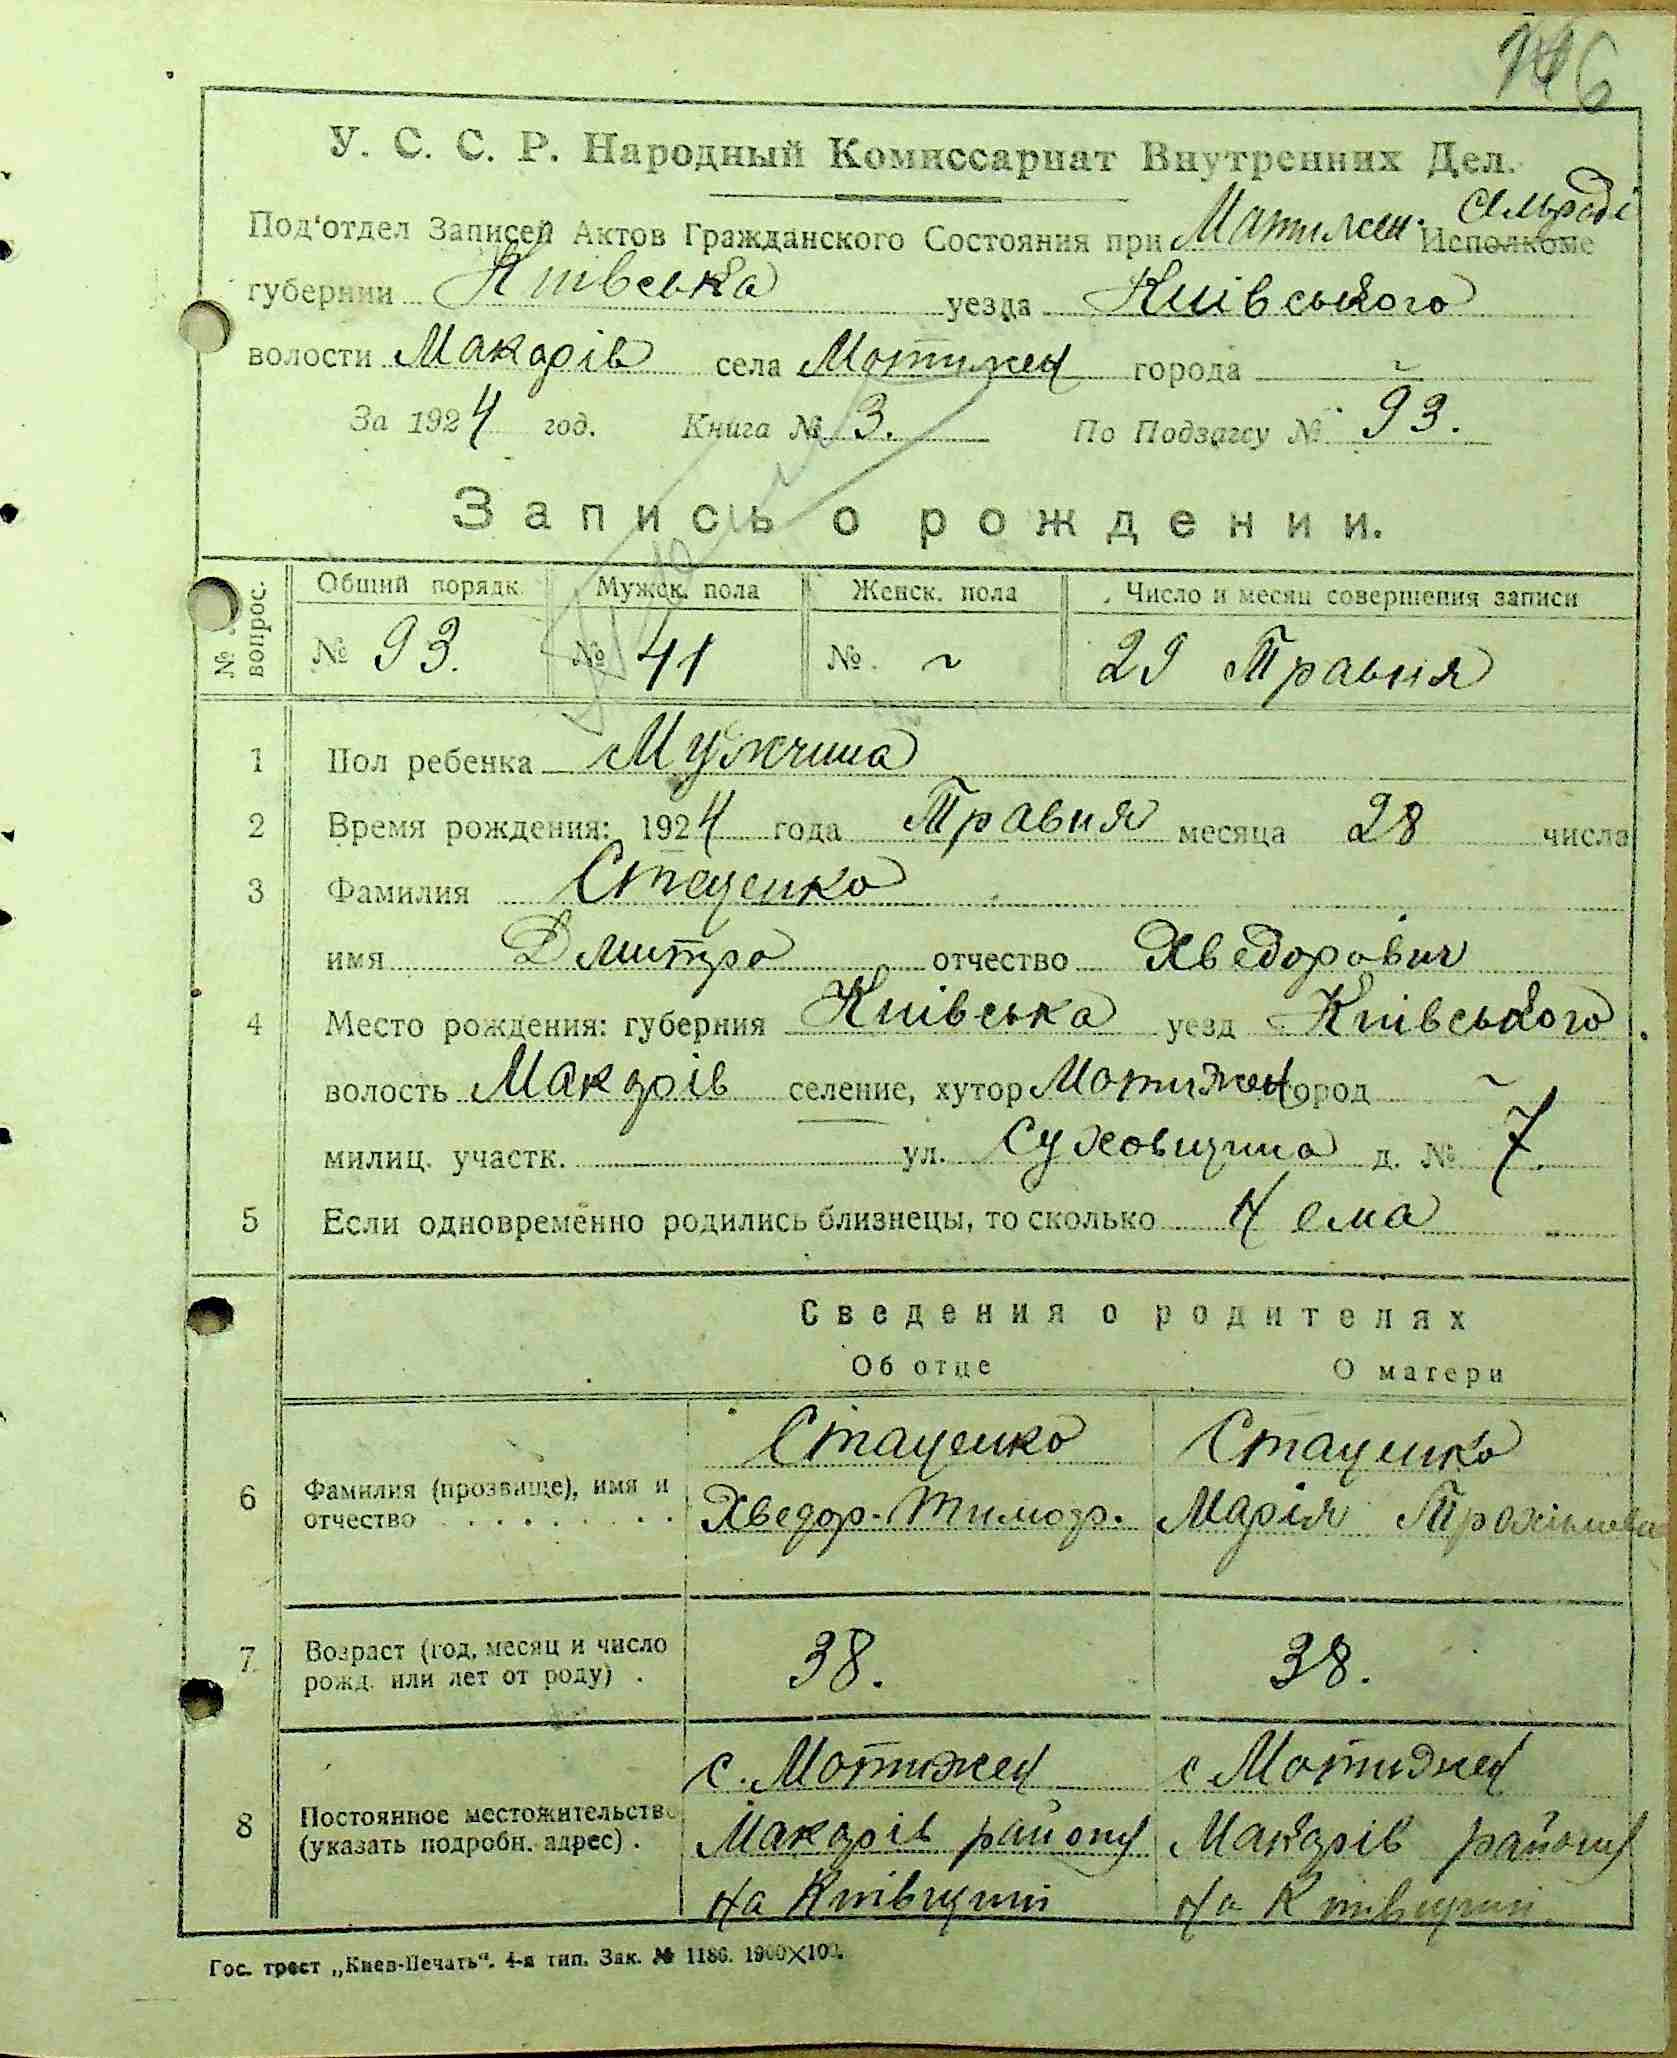 146
У. С. С. Р. Народный Комиссариат Внутренних Дел.
Под'отдел Записей Актов Гражданского Состояния при Мотижен. Исполкоме Сельраді
губернии Київська уезда Київського
волости Макарів села Мотижен города ~
За 1924 год. Книга № 3. По Подзагсу № 93.
Запись о рождении.
№ вопрос. Общий порядк. Мужск. пола Женск. пола Число и месяц совершения записи
№ 93. № 41 № ~ 29 Травня
1 Пол ребенка Мужчина
2 Время рождения: 1924 года Травня месяца 28 числа
3 Фамилия Стаценко
имя Дмитро отчество Хведорович
4 Место рождения: губерния Київська уезд Київського
волость Макарів селение, хутор Мотижен город ~
милиц. участк. — ул. Суховщина д. № 7.
5 Если одновременно родились близнецы, то сколько Нема
Сведения о родителях
Об отце О матери
Стаценко Стаценко
6 Фамилия (прозвище), имя и отчество . . . . . . . Хведор. Тимофр. Марія
7 Возраст (год, месяц и число рожд. или лет от роду) . 38. 38.
с. Мотижен с Мотижен
8 Постоянное местожительство (указать подробн. адрес) . Макарів району Макарів району
на Київщині на Київщині
Гос. трест „Киев-Печать“. 4-я тип. Зак. № 1186. 1900×100.